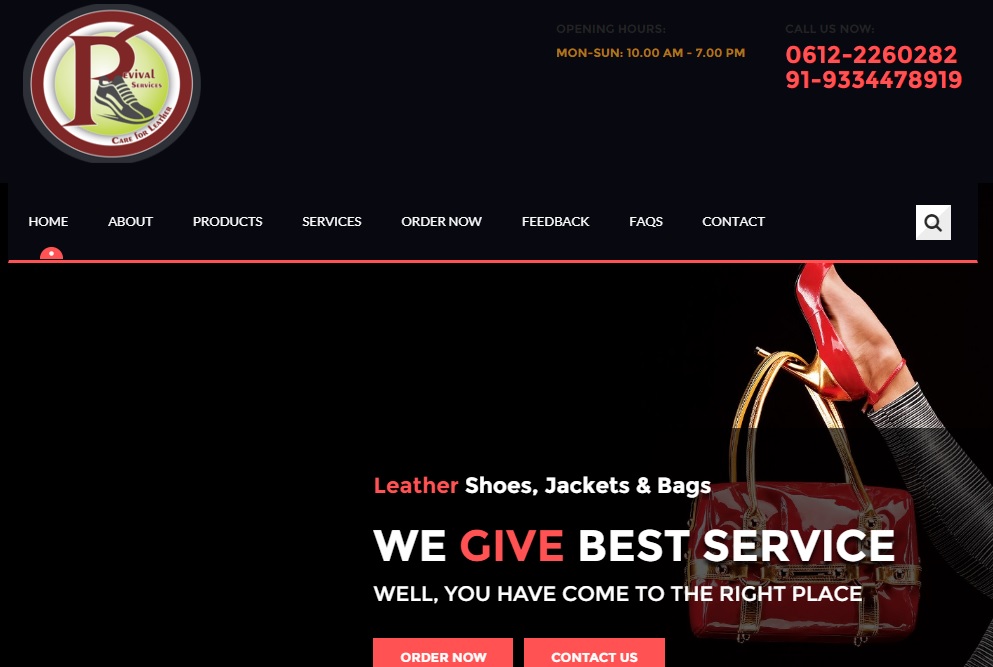 Revival
Services
Care for Leather
OPENING HOURS:
MON-SUN: 10.00 AM - 7.00 PM
CALL US NOW:
0612-2260282
91-9334478919
HOME ABOUT PRODUCTS SERVICES ORDER NOW FEEDBACK FAQS CONTACT
Leather Shoes, Jackets & Bags
WE GIVE BEST SERVICE
WELL, YOU HAVE COME TO THE RIGHT PLACE
ORDER NOW CONTACT US